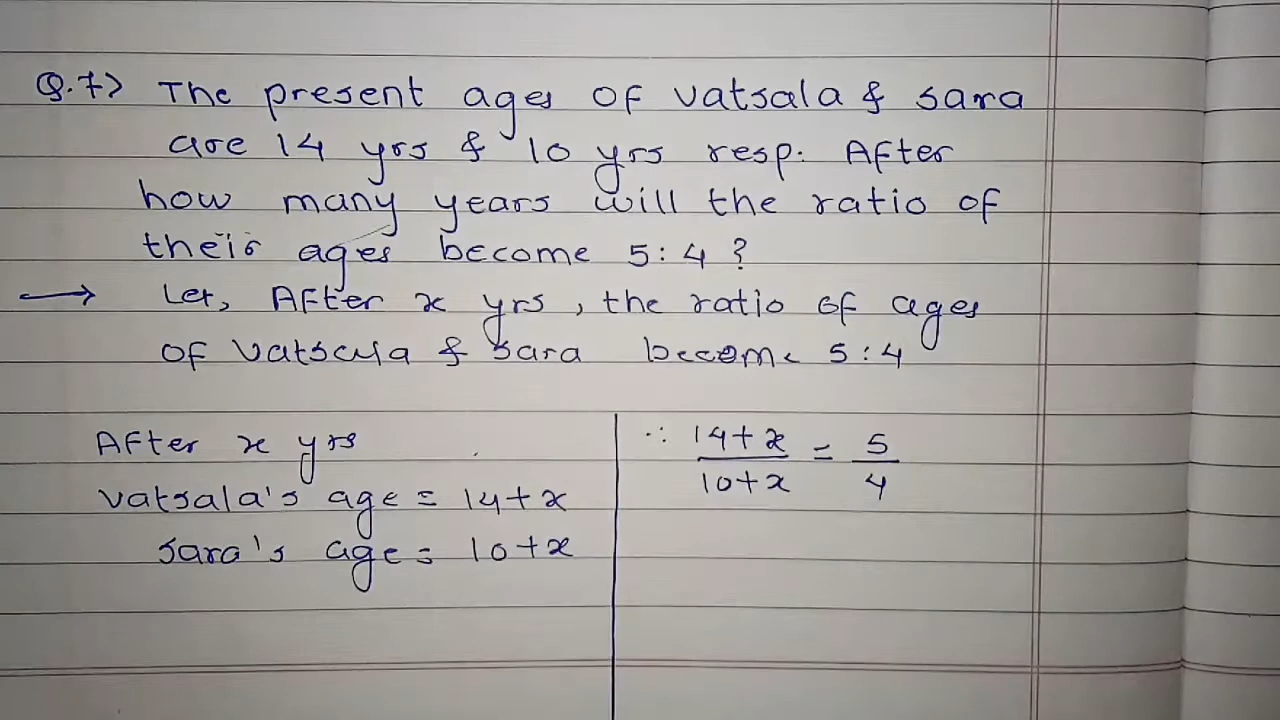 Q.7) The present ages of Vatsala & Sara
are 14 yrs & 10 yrs resp. After
how many years will the ratio of
their ages become 5:4?
→ Let, After x yrs, the ratio of ages
of Vatsala & Sara become 5:4
After x yrs
Vatsala's age = 14+x
Sara's age = 10+x
∴ 14+x/10+x = 5/4